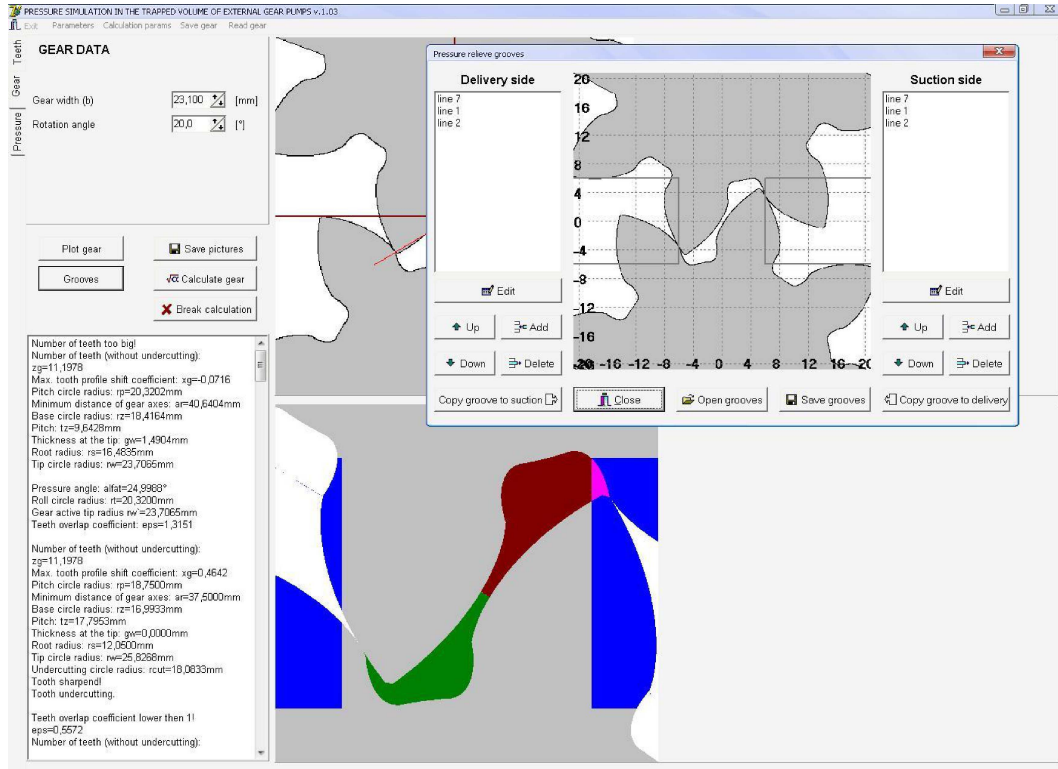 PRESSURE SIMULATION IN THE TRAPPED VOLUME OF EXTERNAL GEAR PUMPS v.1.03
Exit Parameters Calculation params Save gear Read gear
Teeth
Gear
Pressure
GEAR DATA
Gear width (b) 23,100 [mm]
Rotation angle 20,0 [°]
Plot gear Save pictures
Grooves Calculate gear
Break calculation
Number of teeth too big!
Number of teeth (without undercutting):
zg=11,1978
Max. tooth profile shift coefficient: xg=-0,0716
Pitch circle radius: rp=20,3202mm
Minimum distance of gear axes: ar=40,6404mm
Base circle radius: rz=18,4164mm
Pitch: tz=9,6428mm
Thickness at the tip: gw=1,4904mm
Root radius: rs=16,4835mm
Tip circle radius: rw=23,7065mm
Pressure angle: alfat=24,9988°
Roll circle radius: rt=20,3200mm
Gear active tip radius rw`=23,7065mm
Teeth overlap coefficient: eps=1,3151
Number of teeth (without undercutting):
zg=11,1978
Max. tooth profile shift coefficient: xg=0,4642
Pitch circle radius: rp=18,7500mm
Minimum distance of gear axes: ar=37,5000mm
Base circle radius: rz=16,9933mm
Pitch: tz=17,7953mm
Thickness at the tip: gw=0,0000mm
Root radius: rs=12,0500mm
Tip circle radius: rw=25,8268mm
Undercutting circle radius: rcut=18,0833mm
Tooth sharpend!
Tooth undercutting.
Teeth overlap coefficient lower then 1!
eps=0,5572
Number of teeth (without undercutting):
Pressure relieve grooves
Delivery side
line 7
line 1
line 2
Edit
Up Add
Down Delete
Copy groove to suction
20
16
12
8
4
0
-4
-8
-12
-16
-20 -16 -12 -8 -4 0 4 8 12 16 20
Close Open grooves Save grooves
Suction side
line 7
line 1
line 2
Edit
Up Add
Down Delete
Copy groove to delivery